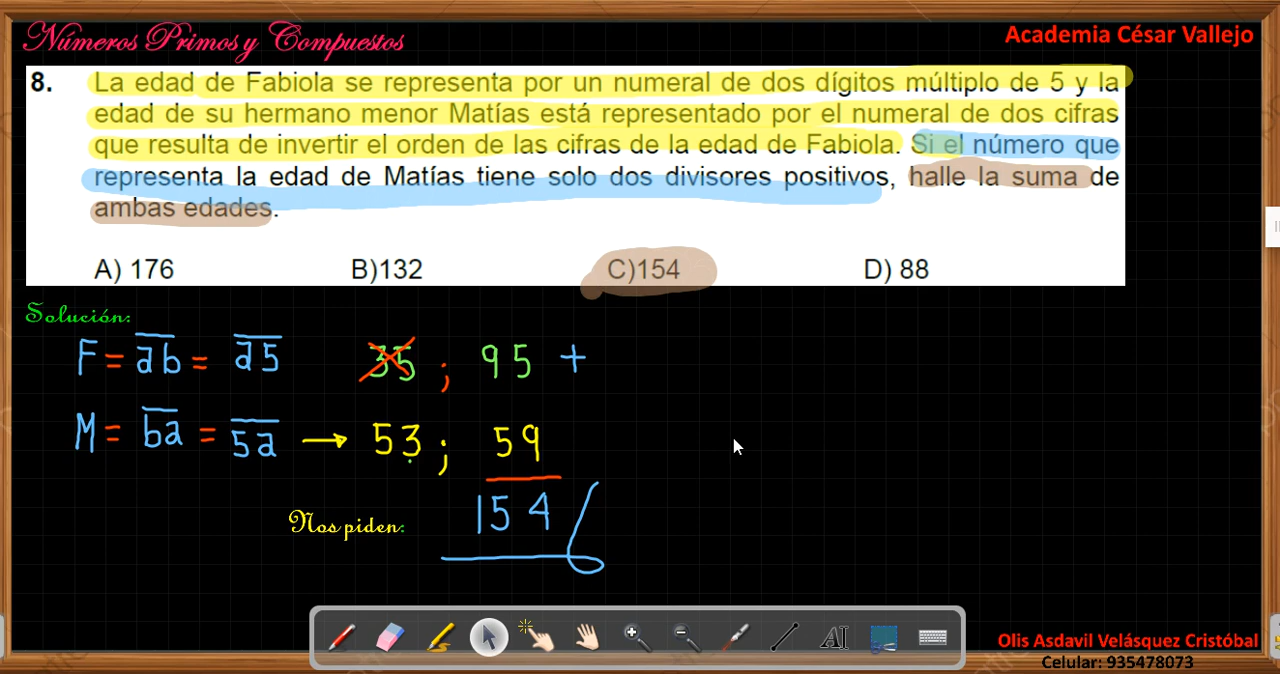 Números Primos y Compuestos
Academia César Vallejo
8. La edad de Fabiola se representa por un numeral de dos dígitos múltiplo de 5 y la
edad de su hermano menor Matías está representado por el numeral de dos cifras
que resulta de invertir el orden de las cifras de la edad de Fabiola. Si el número que
representa la edad de Matías tiene solo dos divisores positivos, halle la suma de
ambas edades.
A) 176 B)132 C)154 D) 88
Solución:
F = ab = a5 35 ; 95 +
M = ba = 5a → 53 ; 59
Nos piden: 154
AI
Olis Asdavil Velásquez Cristóbal
Celular: 935478073